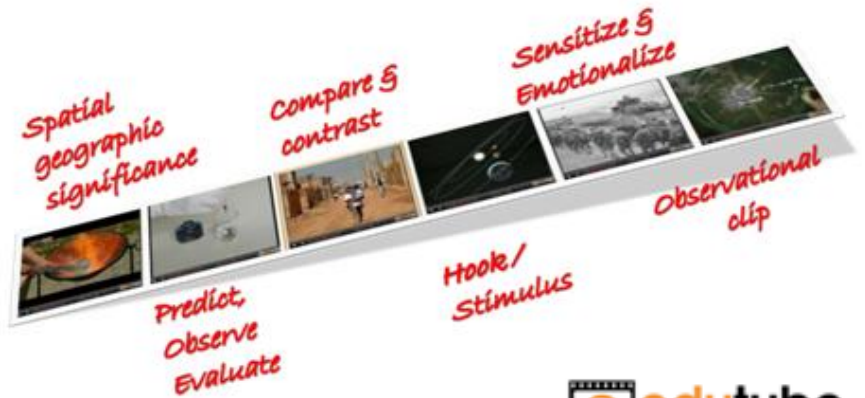 Spatial
geographic
significance
Compare &
contrast
Sensitize &
Emotionalize
Predict,
Observe
Evaluate
Hook/
Stimulus
Observational
clip